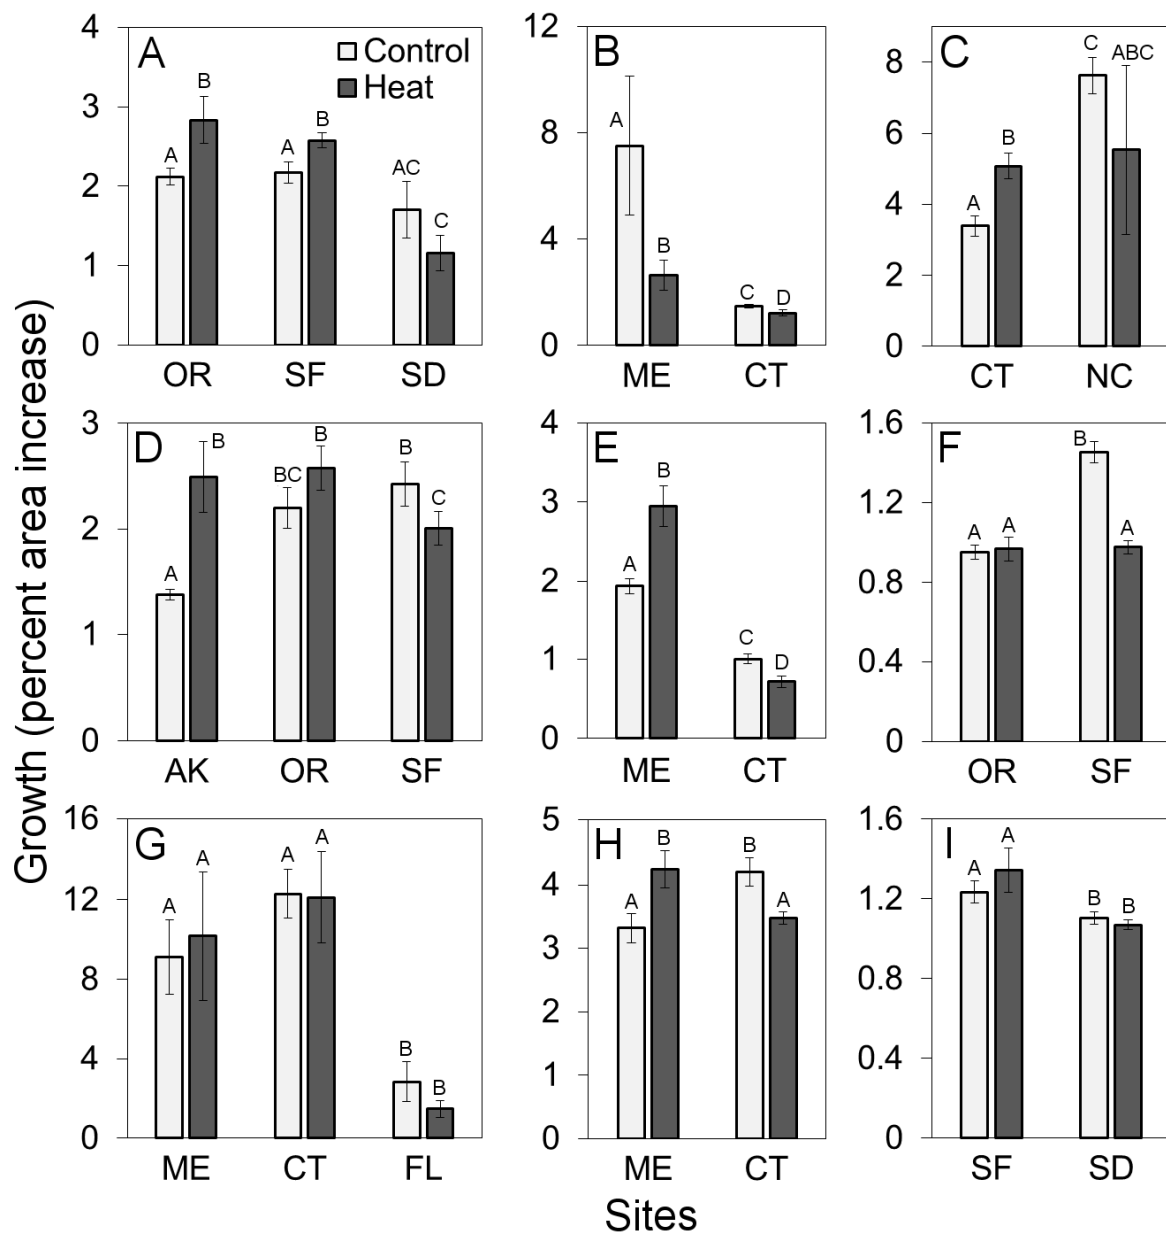 Growth (percent area increase)
A
Control
Heat
4
3
2
1
0
A
B
A
B
AC
C
OR SF SD
B
12
8
4
0
A
B
C
D
ME CT
C
8
6
4
2
0
A
B
C
ABC
CT NC
D
3
2
1
0
A
B
BC
B
B
C
AK OR SF
E
4
3
2
1
0
A
B
C
D
ME CT
F
1.6
1.2
0.8
0.4
0
A
A
B
A
OR SF
G
16
12
8
4
0
A
A
A
A
B
B
ME CT FL
H
5
4
3
2
1
0
A
B
B
A
ME CT
I
1.6
1.2
0.8
0.4
0
A
A
B
B
SF SD
Sites